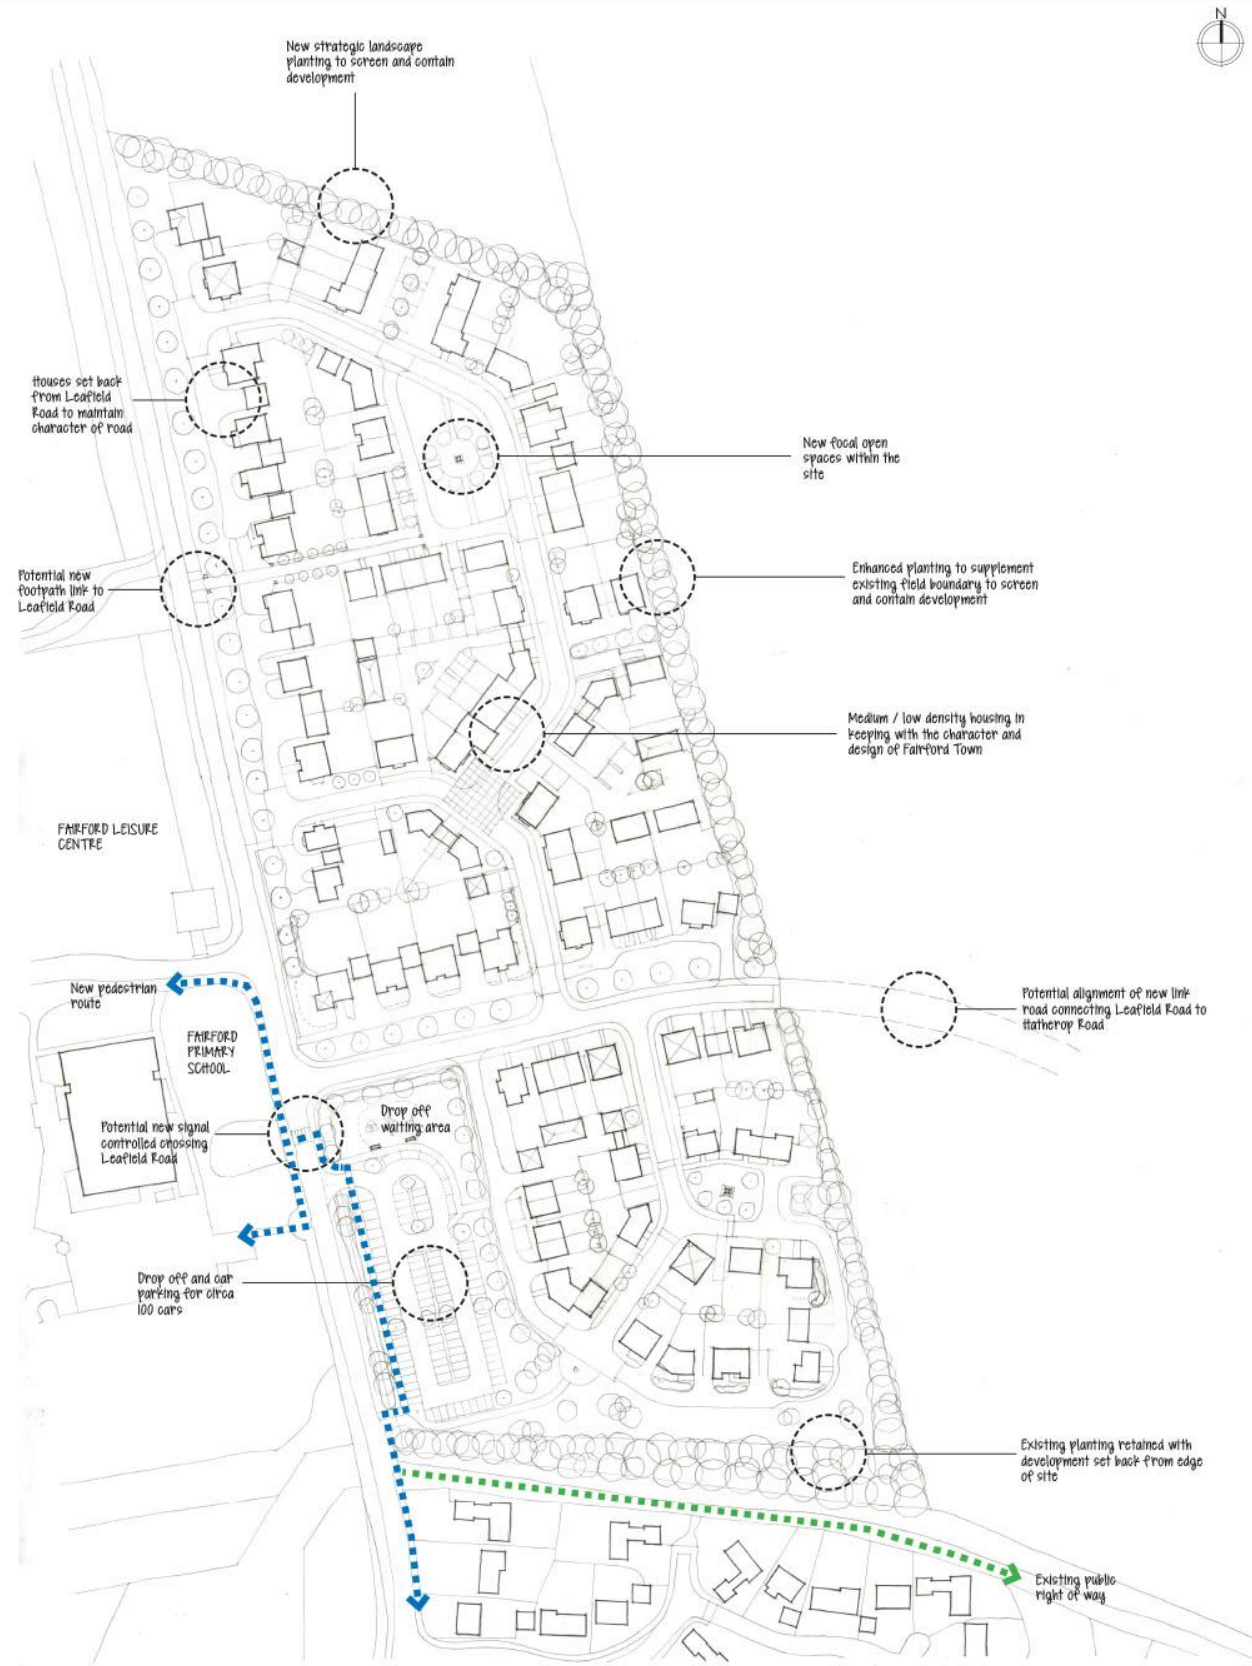 N
New strategic landscape
planting to screen and contain
development
Houses set back
from Leafield
Road to maintain
character of road
New focal open
spaces within the
site
Potential new
footpath link to
Leafield Road
Enhanced planting to supplement
existing field boundary to screen
and contain development
Medium / low density housing in
keeping with the character and
design of Fairford Town
FAIRFORD LEISURE
CENTRE
New pedestrian
route
FAIRFORD
PRIMARY
SCHOOL
Potential alignment of new link
road connecting Leafield Road to
Hatherop Road
Drop off
waiting area
Potential new signal
controlled crossing
Leafield Road
Drop off and car
parking for circa
100 cars
Existing planting retained with
development set back from edge
of site
Existing public
right of way